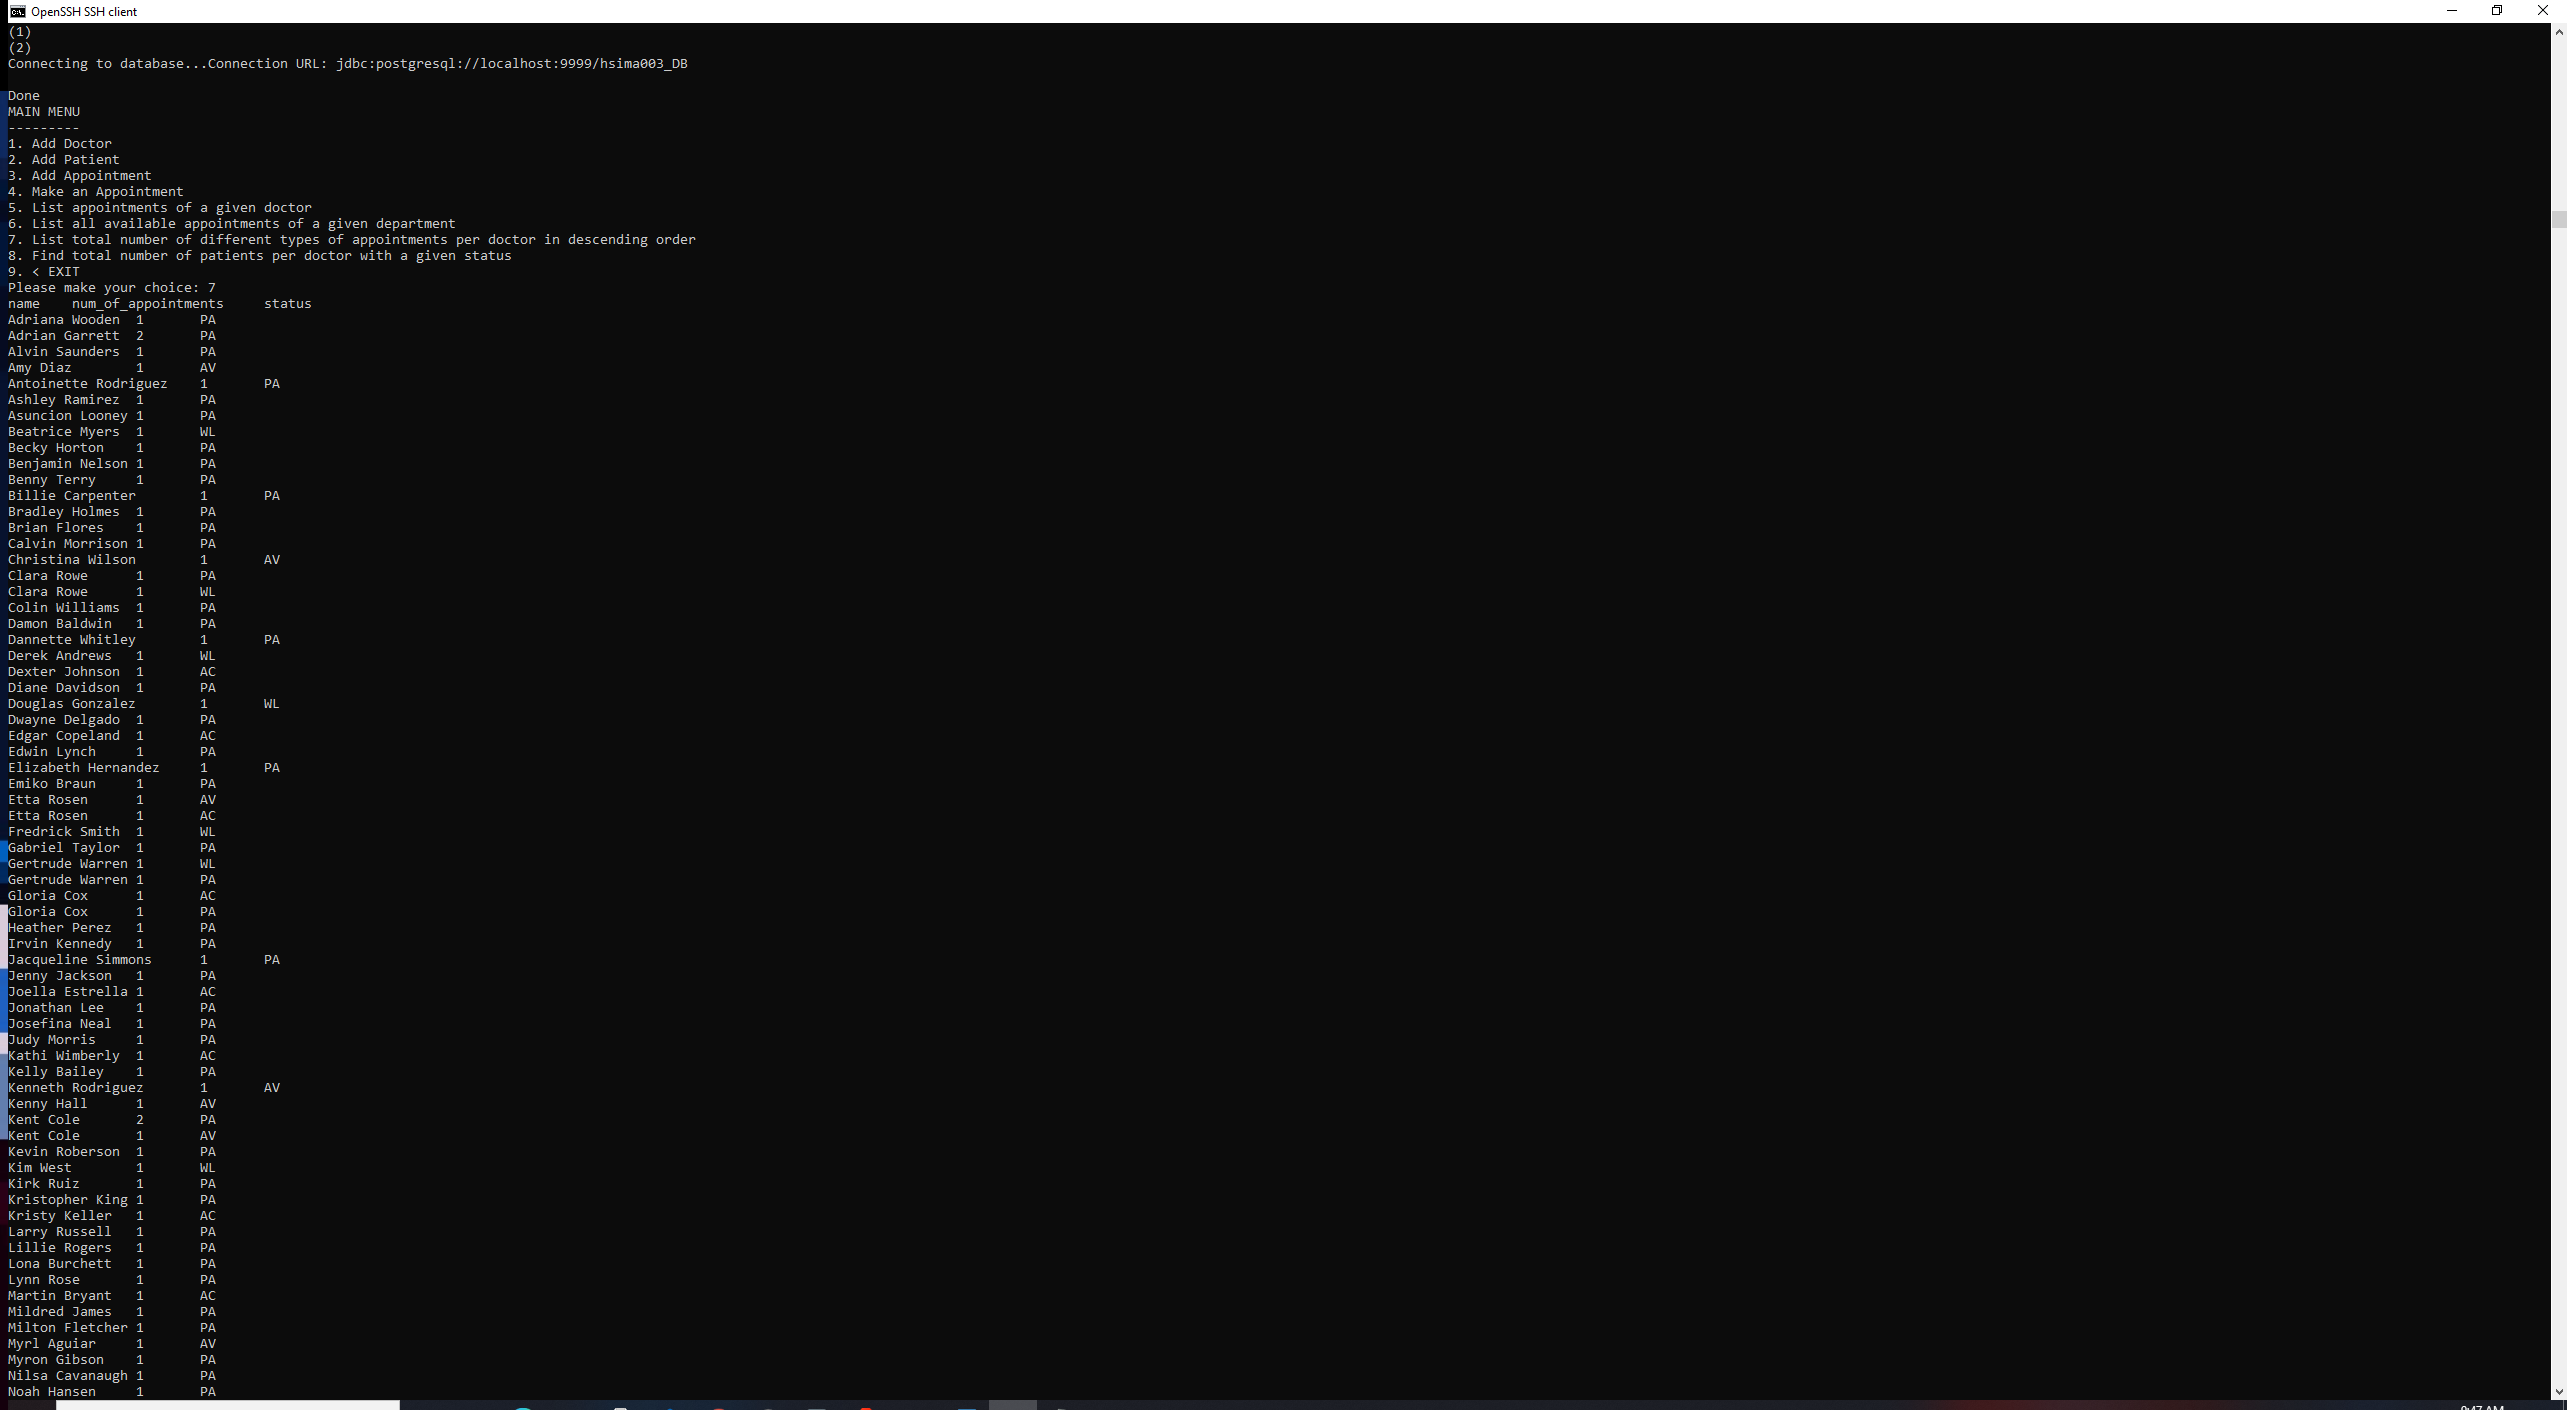 OpenSSH SSH client
(1)
(2)
Connecting to database...Connection URL: jdbc:postgresql://localhost:9999/hsima003_DB
Done
MAIN MENU
---------
1. Add Doctor
2. Add Patient
3. Add Appointment
4. Make an Appointment
5. List appointments of a given doctor
6. List all available appointments of a given department
7. List total number of different types of appointments per doctor in descending order
8. Find total number of patients per doctor with a given status
9. < EXIT
Please make your choice: 7
name num_of_appointments status
Adriana Wooden 1 PA
Adrian Garrett 2 PA
Alvin Saunders 1 PA
Amy Diaz 1 AV
Antoinette Rodriguez 1 PA
Ashley Ramirez 1 PA
Asuncion Looney 1 PA
Beatrice Myers 1 WL
Becky Horton 1 PA
Benjamin Nelson 1 PA
Benny Terry 1 PA
Billie Carpenter 1 PA
Bradley Holmes 1 PA
Brian Flores 1 PA
Calvin Morrison 1 PA
Christina Wilson 1 AV
Clara Rowe 1 PA
Clara Rowe 1 WL
Colin Williams 1 PA
Damon Baldwin 1 PA
Dannette Whitley 1 PA
Derek Andrews 1 WL
Dexter Johnson 1 AC
Diane Davidson 1 PA
Douglas Gonzalez 1 WL
Dwayne Delgado 1 PA
Edgar Copeland 1 AC
Edwin Lynch 1 PA
Elizabeth Hernandez 1 PA
Emiko Braun 1 PA
Etta Rosen 1 AV
Etta Rosen 1 AC
Fredrick Smith 1 WL
Gabriel Taylor 1 PA
Gertrude Warren 1 WL
Gertrude Warren 1 PA
Gloria Cox 1 AC
Gloria Cox 1 PA
Heather Perez 1 PA
Irvin Kennedy 1 PA
Jacqueline Simmons 1 PA
Jenny Jackson 1 PA
Joella Estrella 1 AC
Jonathan Lee 1 PA
Josefina Neal 1 PA
Judy Morris 1 PA
Kathi Wimberly 1 AC
Kelly Bailey 1 PA
Kenneth Rodriguez 1 AV
Kenny Hall 1 AV
Kent Cole 2 PA
Kent Cole 1 AV
Kevin Roberson 1 PA
Kim West 1 WL
Kirk Ruiz 1 PA
Kristopher King 1 PA
Kristy Keller 1 AC
Larry Russell 1 PA
Lillie Rogers 1 PA
Lona Burchett 1 PA
Lynn Rose 1 PA
Martin Bryant 1 AC
Mildred James 1 PA
Milton Fletcher 1 PA
Myrl Aguiar 1 AV
Myron Gibson 1 PA
Nilsa Cavanaugh 1 PA
Noah Hansen 1 PA